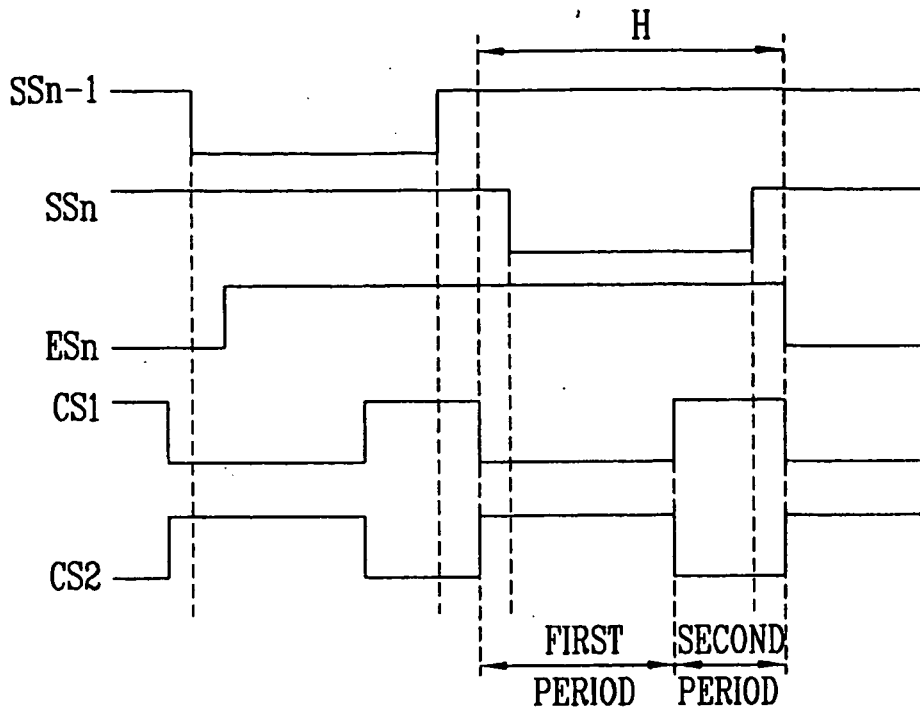 H
SSn-1
SSn
ESn
CS1
CS2
FIRST PERIOD
SECOND PERIOD